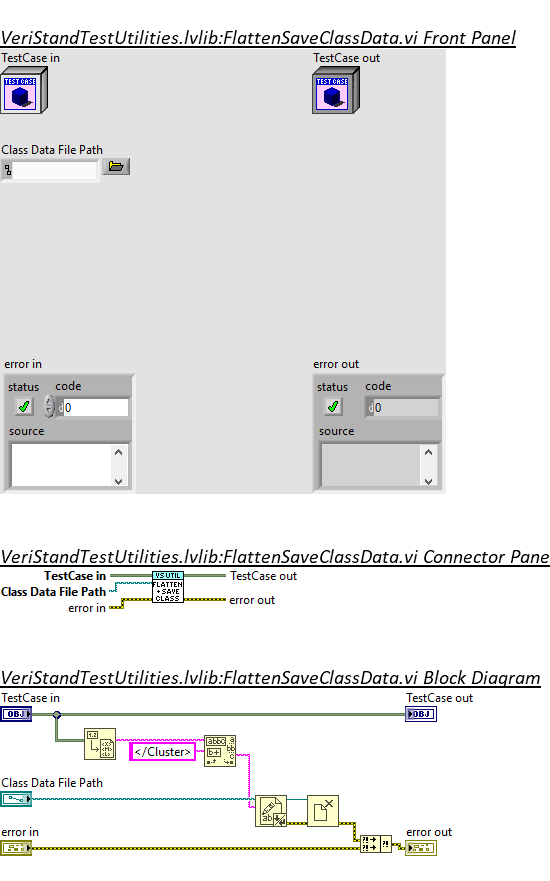 VeriStandTestUtilities.lvlib:FlattenSaveClassData.vi Front Panel
TestCase in
TestCase out
TEST CASE
TEST CASE
Class Data File Path
error in
error out
status code
status code
0
0
source
source
VeriStandTestUtilities.lvlib:FlattenSaveClassData.vi Connector Pane
TestCase in
VS UTIL
TestCase out
Class Data File Path
FLATTEN
+ SAVE
CLASS
error in
error out
VeriStandTestUtilities.lvlib:FlattenSaveClassData.vi Block Diagram
TestCase in
TestCase out
OBJ
OBJ
</Cluster>
Class Data File Path
error in
error out